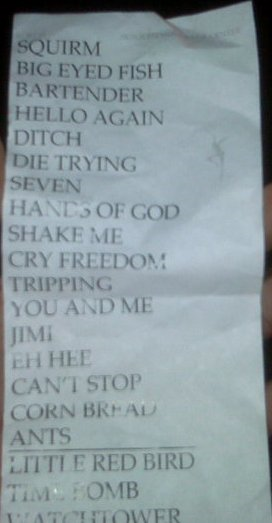 SQUIRM
BIG EYED FISH
BARTENDER
HELLO AGAIN
DITCH
DIE TRYING
SEVEN
HANDS OF GOD
SHAKE ME
CRY FREEDOM
TRIPPING
YOU AND ME
JIMI
EH HEE
CAN'T STOP
CORN BREAD
ANTS
LITTLE RED BIRD
TIME BOMB
WATCHTOWER